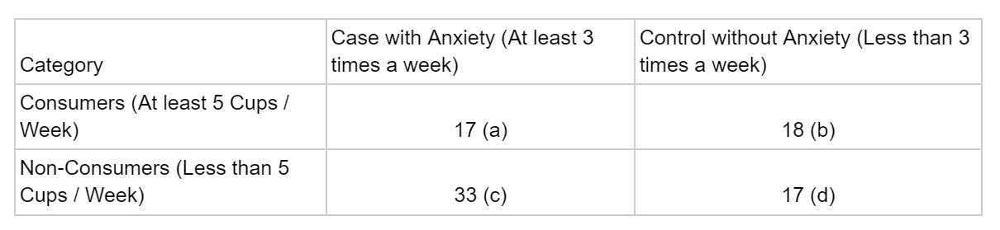 Category
Case with Anxiety (At least 3
times a week)
Control without Anxiety (Less than 3
times a week)
Consumers (At least 5 Cups /
Week)
17 (a)
18 (b)
Non-Consumers (Less than 5
Cups / Week)
33 (c)
17 (d)